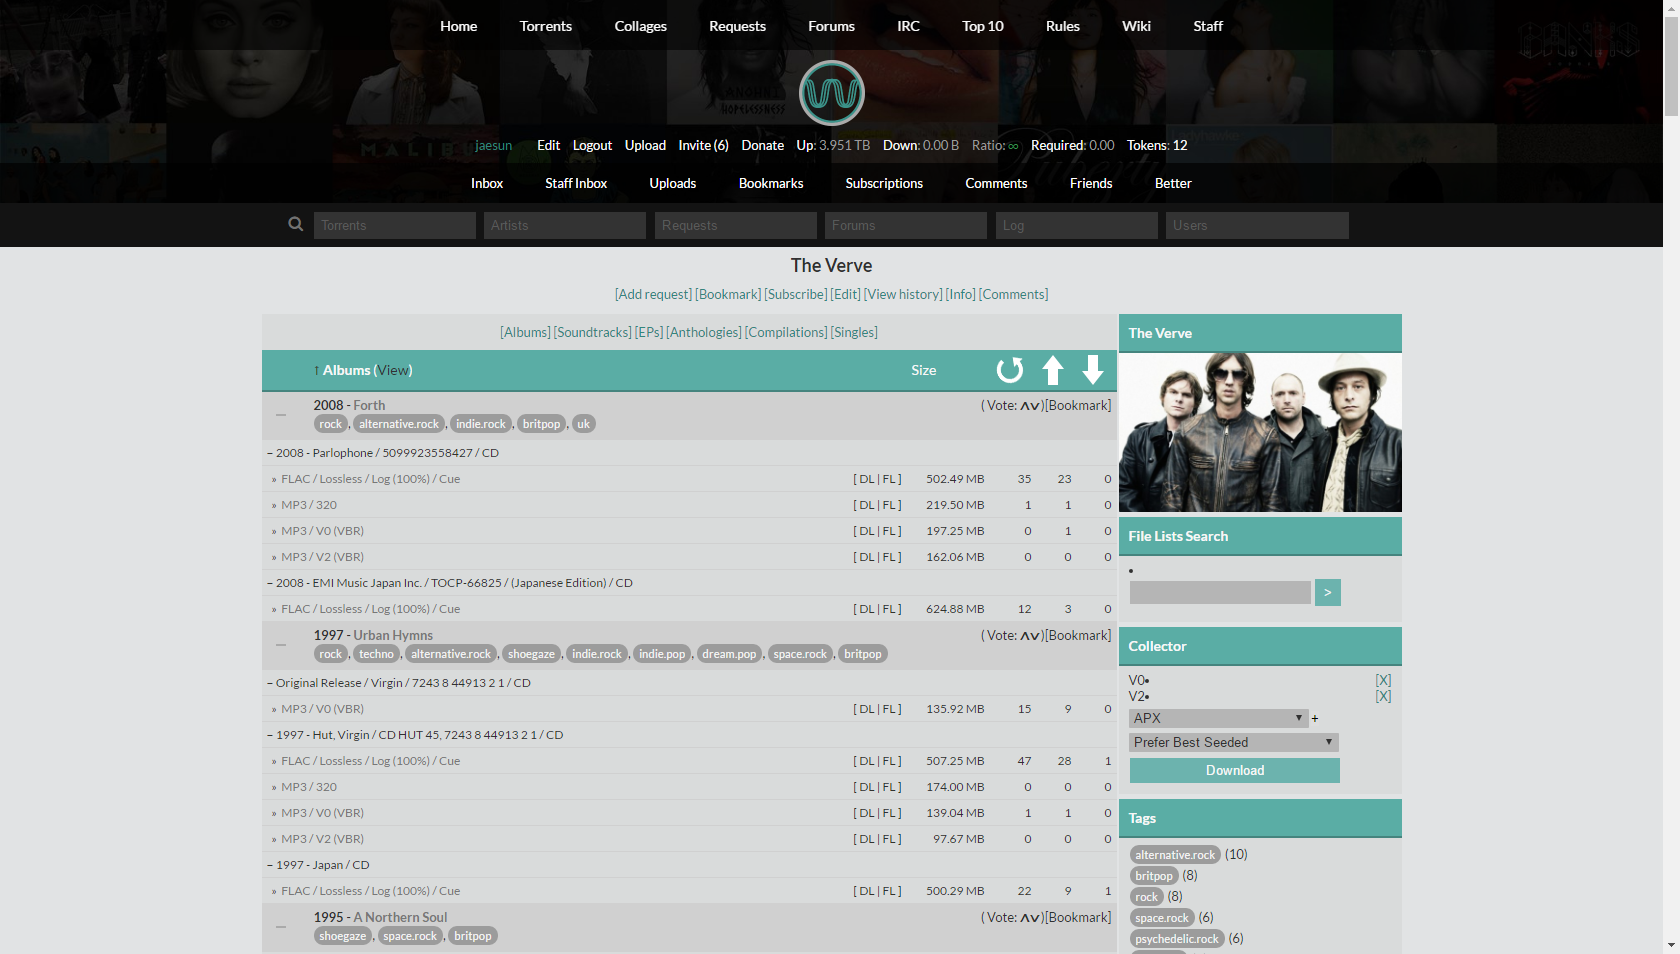 Home Torrents Collages Requests Forums IRC Top 10 Rules Wiki Staff
jaesun Edit Logout Upload Invite (6) Donate Up: 3.951 TB Down: 0.00 B Ratio: ∞ Required: 0.00 Tokens: 12
Inbox Staff Inbox Uploads Bookmarks Subscriptions Comments Friends Better
Torrents Artists Requests Forums Log Users
The Verve
[Add request] [Bookmark] [Subscribe] [Edit] [View history] [Info] [Comments]
[Albums] [Soundtracks] [EPs] [Anthologies] [Compilations] [Singles]
↑ Albums (View) Size
2008 - Forth ( Vote: ˄˅ )[Bookmark]
rock, alternative.rock, indie.rock, britpop, uk
– 2008 - Parlophone / 5099923558427 / CD
» FLAC / Lossless / Log (100%) / Cue [ DL | FL ] 502.49 MB 35 23 0
» MP3 / 320 [ DL | FL ] 219.50 MB 1 1 0
» MP3 / V0 (VBR) [ DL | FL ] 197.25 MB 0 1 0
» MP3 / V2 (VBR) [ DL | FL ] 162.06 MB 0 0 0
– 2008 - EMI Music Japan Inc. / TOCP-66825 / (Japanese Edition) / CD
» FLAC / Lossless / Log (100%) / Cue [ DL | FL ] 624.88 MB 12 3 0
1997 - Urban Hymns ( Vote: ˄˅ )[Bookmark]
rock, techno, alternative.rock, shoegaze, indie.rock, indie.pop, dream.pop, space.rock, britpop
– Original Release / Virgin / 7243 8 44913 2 1 / CD
» MP3 / V0 (VBR) [ DL | FL ] 135.92 MB 15 9 0
– 1997 - Hut, Virgin / CD HUT 45, 7243 8 44913 2 1 / CD
» FLAC / Lossless / Log (100%) / Cue [ DL | FL ] 507.25 MB 47 28 1
» MP3 / 320 [ DL | FL ] 174.00 MB 0 0 0
» MP3 / V0 (VBR) [ DL | FL ] 139.04 MB 1 1 0
» MP3 / V2 (VBR) [ DL | FL ] 97.67 MB 0 0 0
– 1997 - Japan / CD
» FLAC / Lossless / Log (100%) / Cue [ DL | FL ] 500.29 MB 22 9 1
1995 - A Northern Soul ( Vote: ˄˅ )[Bookmark]
shoegaze, space.rock, britpop
The Verve
File Lists Search
•
>
Collector
V0• [X]
V2• [X]
APX +
Prefer Best Seeded
Download
Tags
alternative.rock (10)
britpop (8)
rock (8)
space.rock (6)
psychedelic.rock (6)